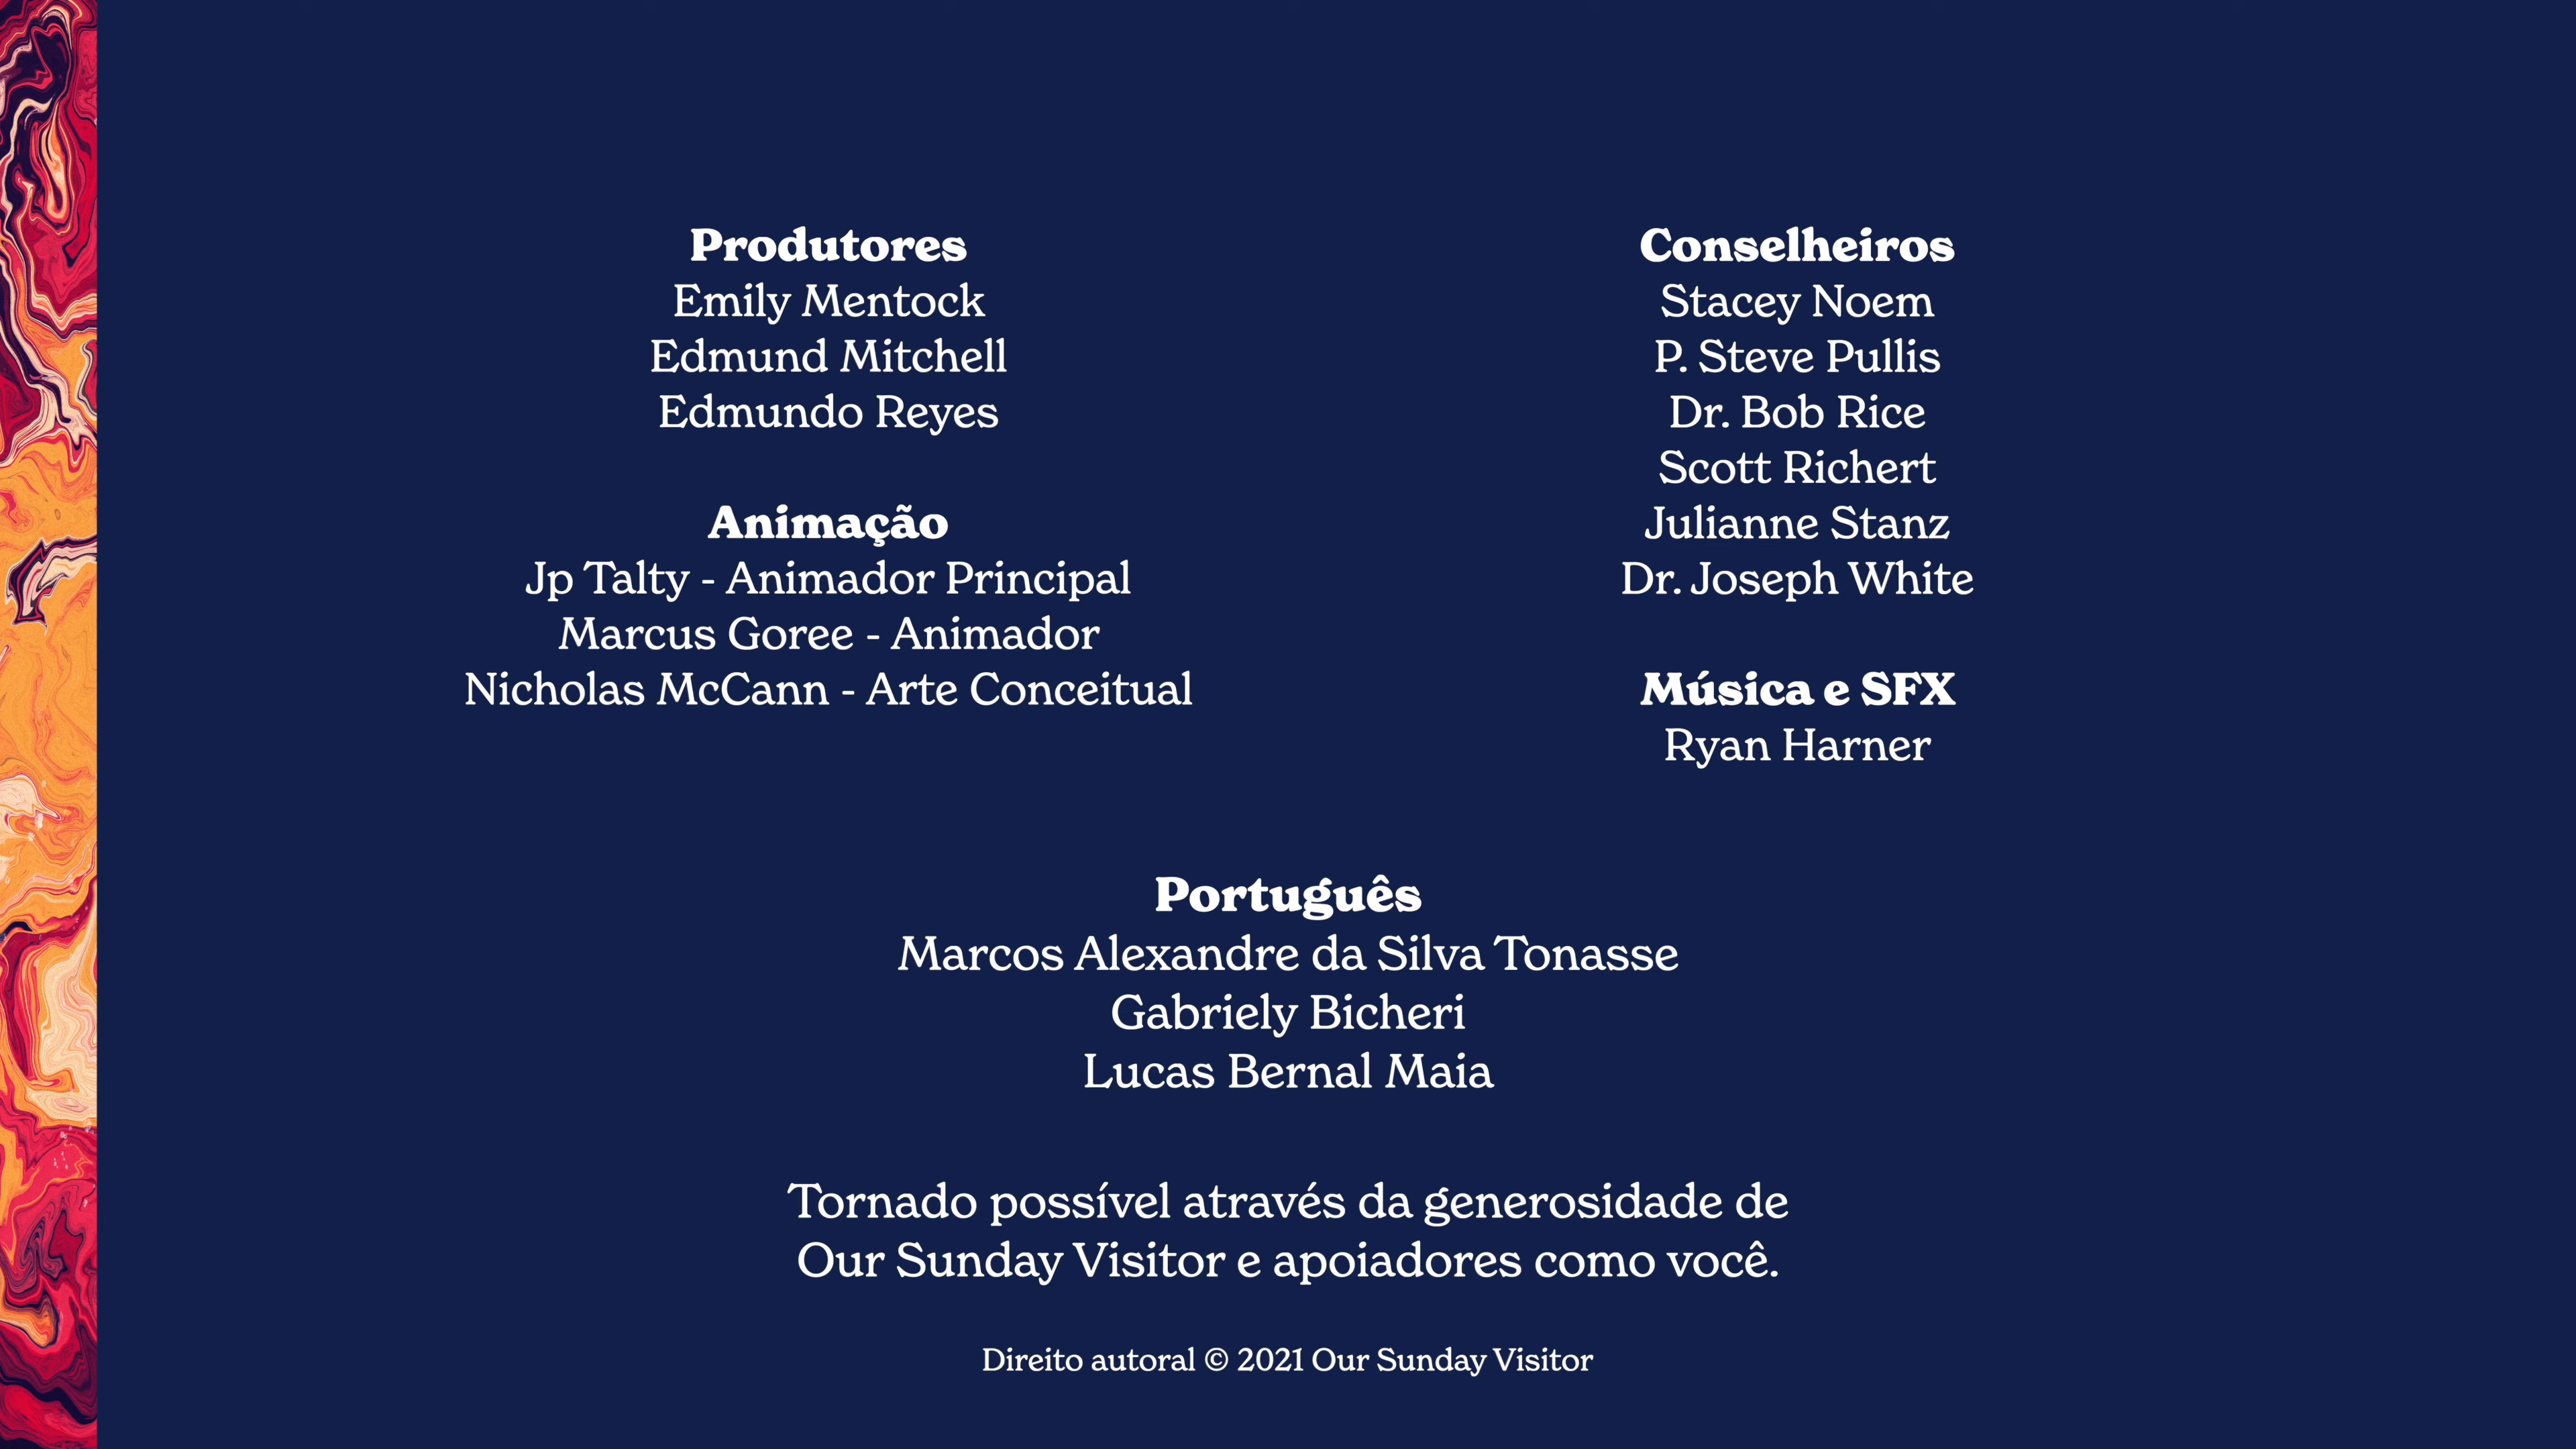 Produtores
Emily Mentock
Edmund Mitchell
Edmundo Reyes
Animação
Jp Talty - Animador Principal
Marcus Goree - Animador
Nicholas McCann - Arte Conceitual
Conselheiros
Stacey Noem
P. Steve Pullis
Dr. Bob Rice
Scott Richert
Julianne Stanz
Dr. Joseph White
Música e SFX
Ryan Harner
Português
Marcos Alexandre da Silva Tonasse
Gabriely Bicheri
Lucas Bernal Maia
Tornado possível através da generosidade de
Our Sunday Visitor e apoiadores como você.
Direito autoral © 2021 Our Sunday Visitor